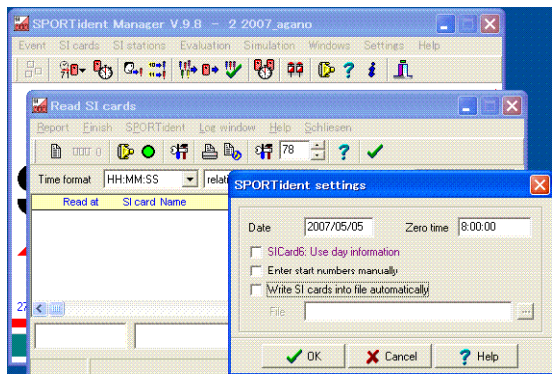 SPORTident Manager V.9.8 - 2 2007_agano
Event SI cards SI stations Evaluation Simulation Windows Settings Help
Read SI cards
Report Finish SPORTident Log window Help Schliesen
78
Time format HH:MM:SS relati
Read at SI card Name
SPORTident settings
Date 2007/05/05 Zero time 8:00:00
SICard6: Use day information
Enter start numbers manually
Write SI cards into file automatically
File ...
27
OK Cancel Help